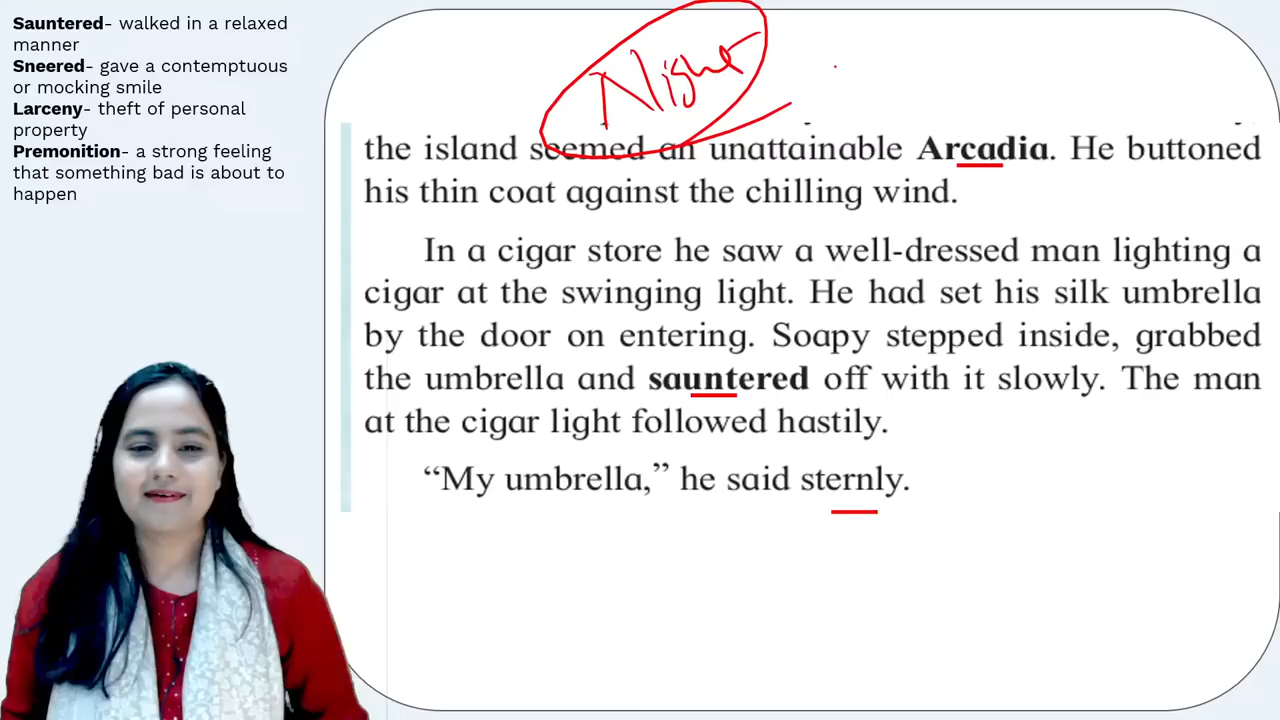 Sauntered- walked in a relaxed
manner
Sneered- gave a contemptuous
or mocking smile
Larceny- theft of personal
property
Premonition- a strong feeling
that something bad is about to
happen
Night
the island seemed an unattainable Arcadia. He buttoned
his thin coat against the chilling wind.
In a cigar store he saw a well-dressed man lighting a
cigar at the swinging light. He had set his silk umbrella
by the door on entering. Soapy stepped inside, grabbed
the umbrella and sauntered off with it slowly. The man
at the cigar light followed hastily.
“My umbrella,” he said sternly.